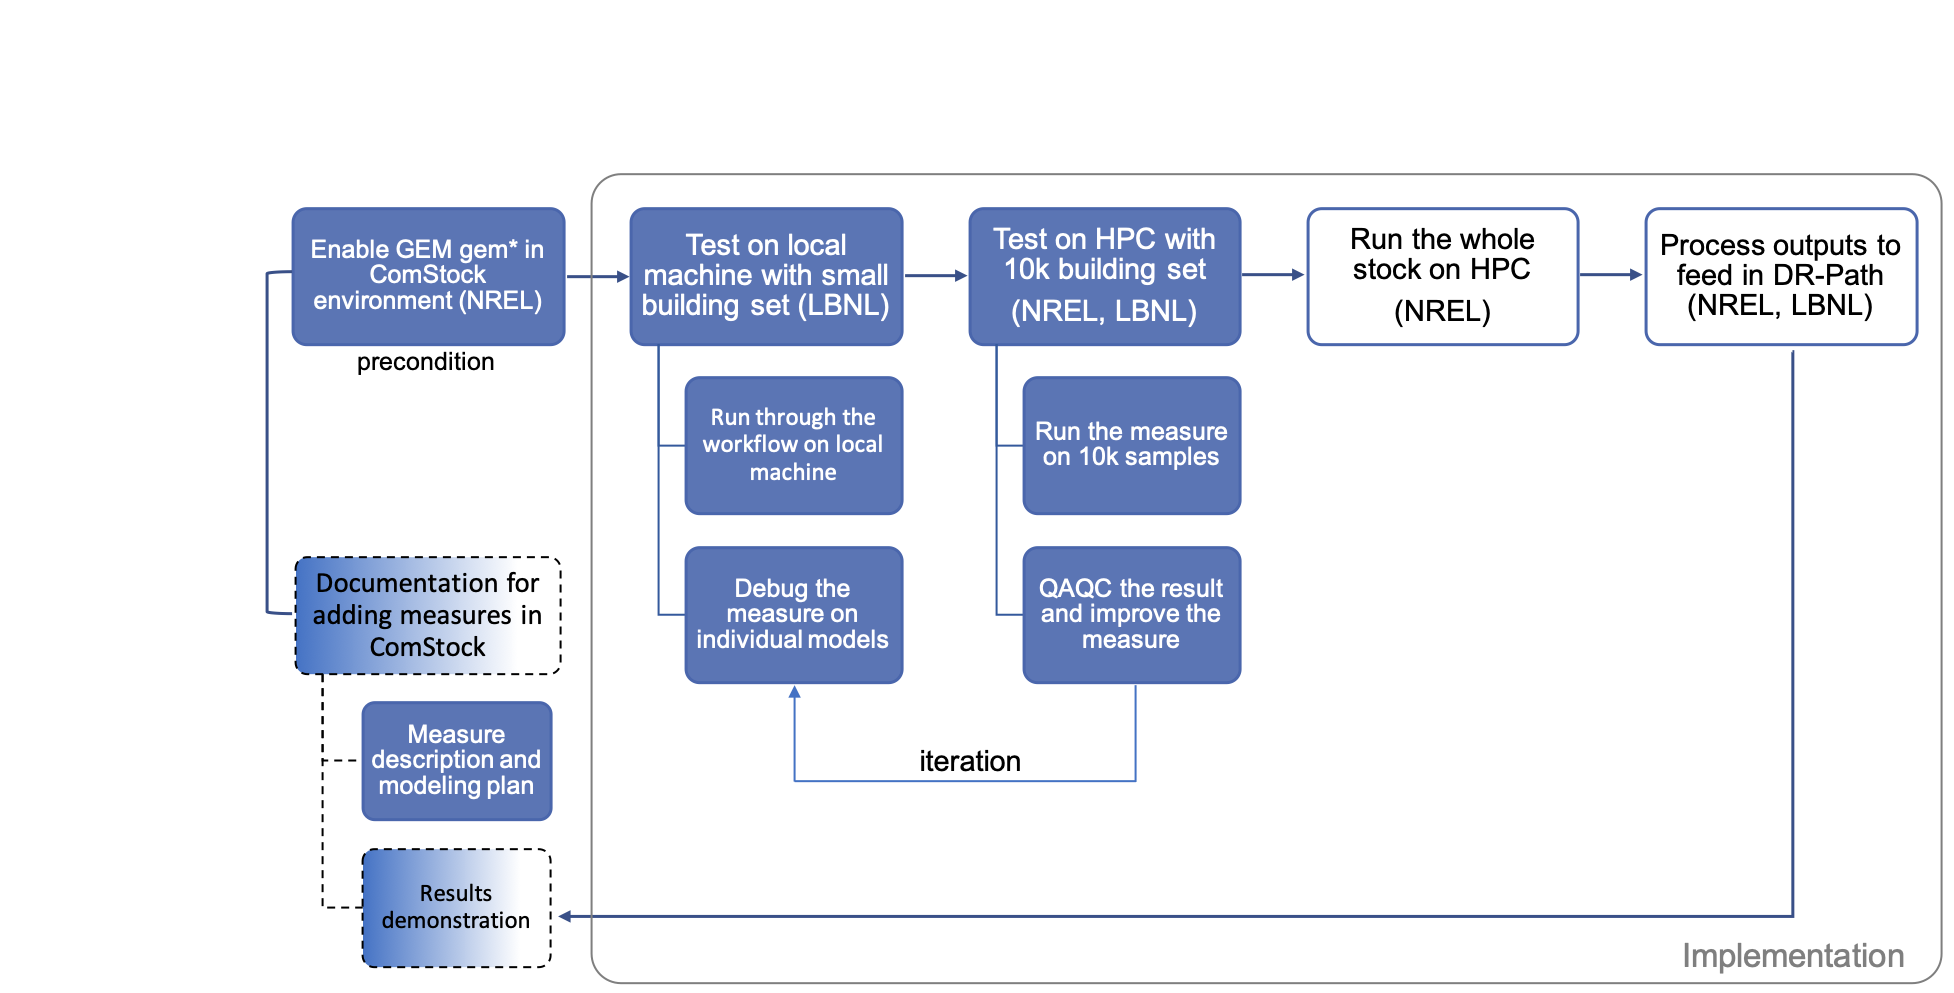 Enable GEM gem* in
ComStock
environment (NREL)
precondition
Test on local
machine with small
building set (LBNL)
Test on HPC with
10k building set
(NREL, LBNL)
Run the whole
stock on HPC
(NREL)
Process outputs to
feed in DR-Path
(NREL, LBNL)
Run through the
workflow on local
machine
Run the measure
on 10k samples
Debug the
measure on
individual models
QAQC the result
and improve the
measure
iteration
Documentation for
adding measures in
ComStock
Measure
description and
modeling plan
Results
demonstration
Implementation